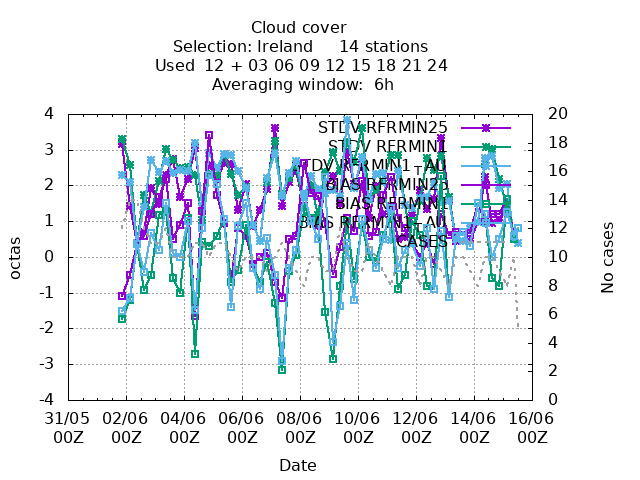 Cloud cover
Selection: Ireland 14 stations
Used 12 + 03 06 09 12 15 18 21 24
Averaging window: 6h
4
3
2
1
0
-1
-2
-3
-4
octas
20
18
16
14
12
10
8
6
4
2
0
No cases
STDV RFRMIN25
STDV RFRMIN1
STDV RFRMIN1_AU
BIAS RFRMIN25
BIAS RFRMIN1
BIAS RFRMIN1_AU
CASES
31/05 02/06 04/06 06/06 08/06 10/06 12/06 14/06 16/06
00Z 00Z 00Z 00Z 00Z 00Z 00Z 00Z 00Z
Date